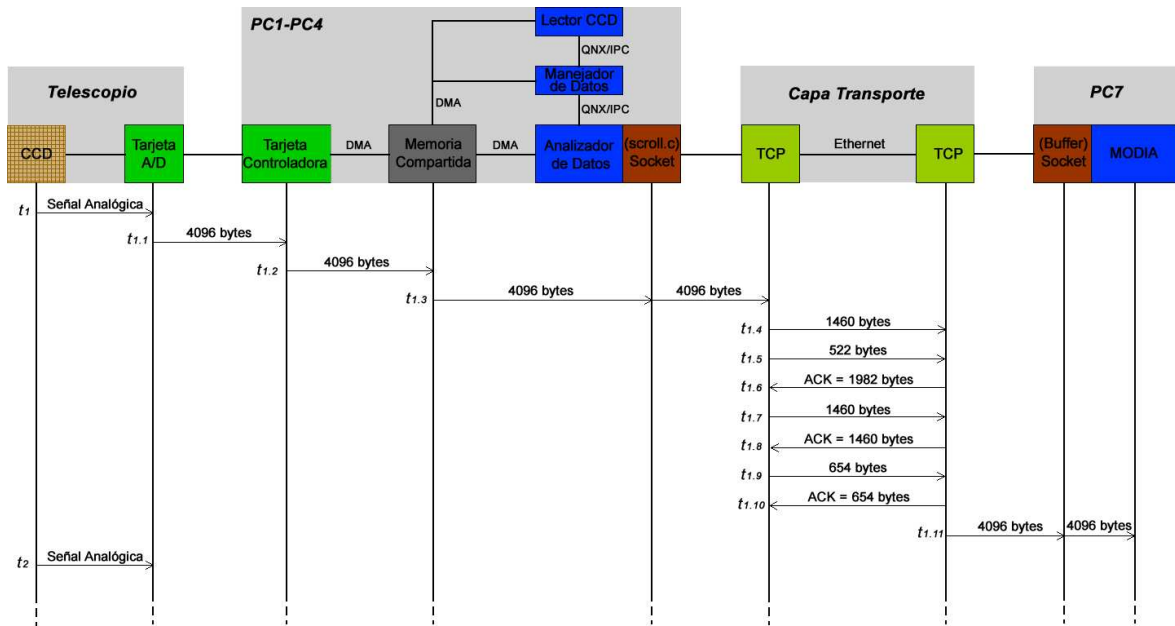 PC1-PC4
Lector CCD
QNX/IPC
Manejador
de Datos
DMA
QNX/IPC
Telescopio
Capa Transporte
PC7
CCD
Tarjeta
A/D
Tarjeta
Controladora
DMA
Memoria
Compartida
DMA
Analizador
de Datos
(scroll.c)
Socket
TCP
Ethernet
TCP
(Buffer)
Socket
MODIA
t1 Señal Analógica
t1.1 4096 bytes
t1.2 4096 bytes
t1.3 4096 bytes 4096 bytes
t1.4 1460 bytes
t1.5 522 bytes
t1.6 ACK = 1982 bytes
t1.7 1460 bytes
t1.8 ACK = 1460 bytes
t1.9 654 bytes
t1.10 ACK = 654 bytes
t1.11 4096 bytes 4096 bytes
t2 Señal Analógica